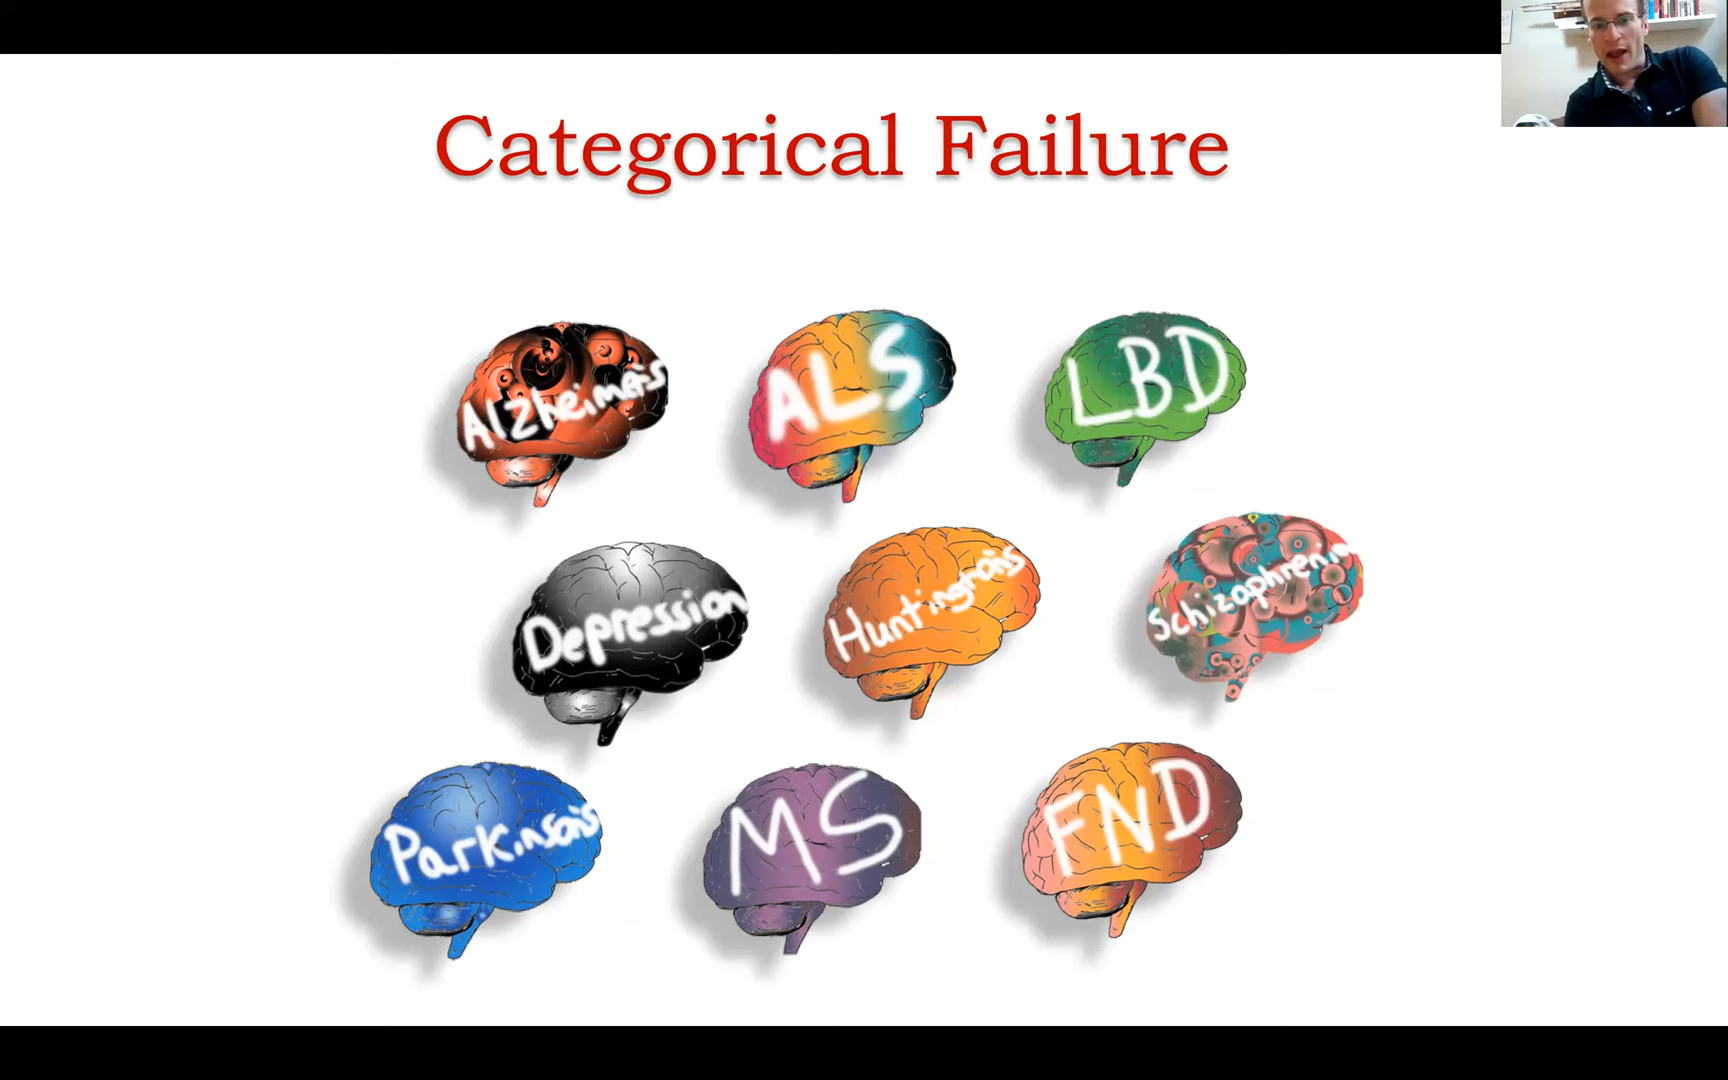 Categorical Failure
Alzheimer's
ALS
LBD
Depression
Huntington's
Schizophrenia
Parkinson's
MS
FND